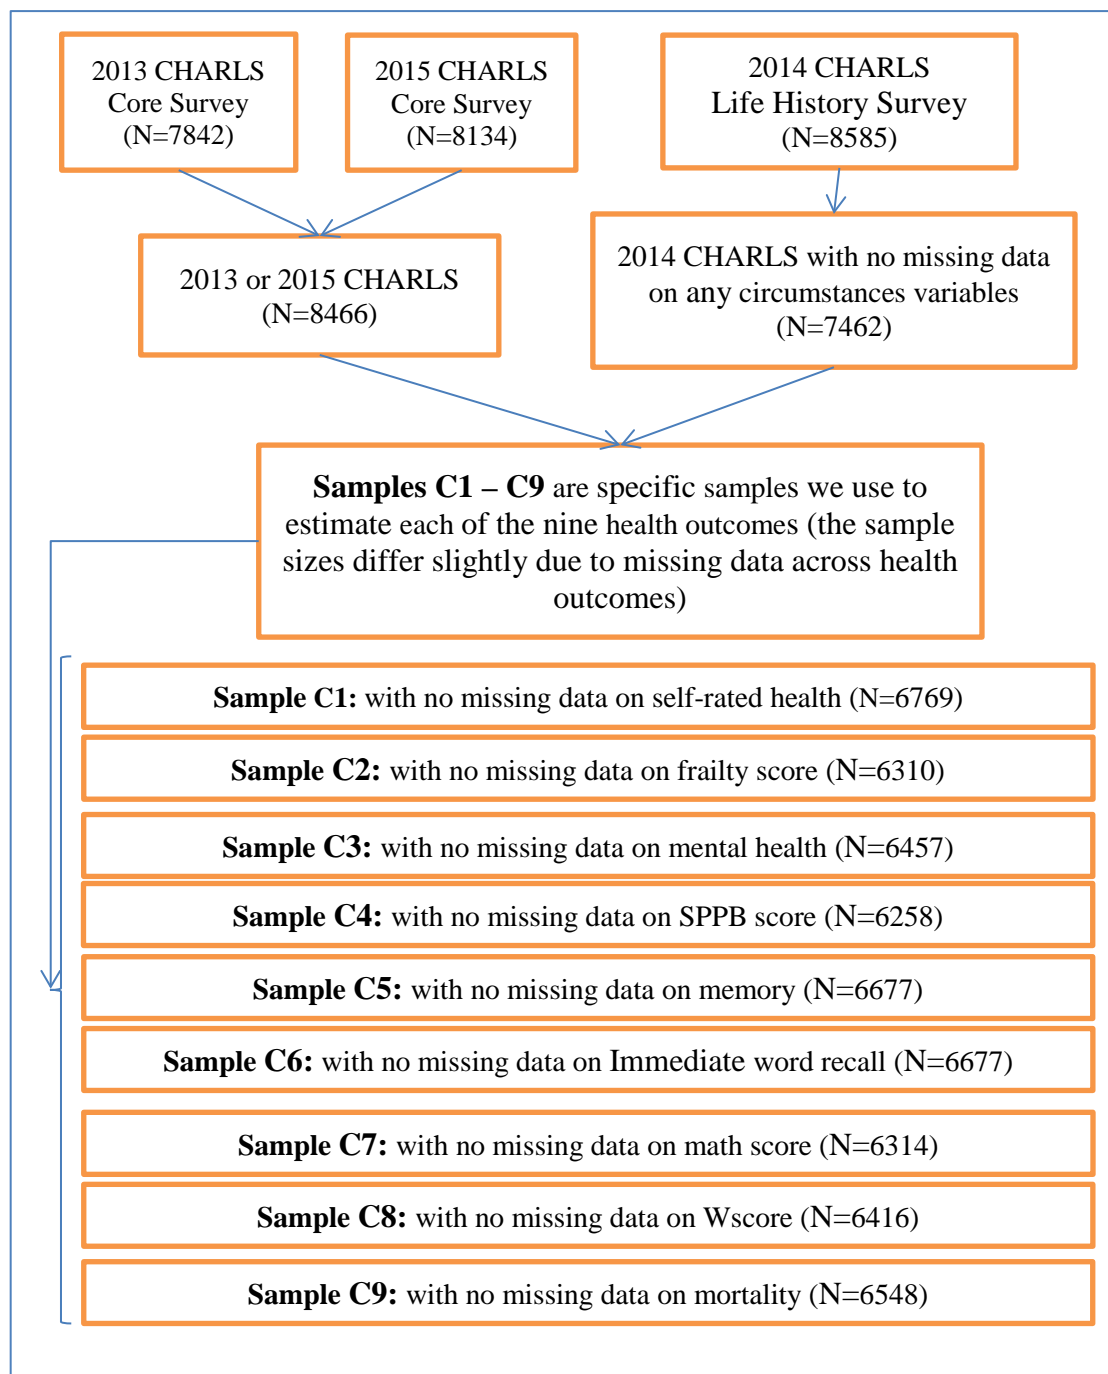 2013 CHARLS
Core Survey
(N=7842)
2015 CHARLS
Core Survey
(N=8134)
2014 CHARLS
Life History Survey
(N=8585)
2013 or 2015 CHARLS
(N=8466)
2014 CHARLS with no missing data
on any circumstances variables
(N=7462)
Samples C1 – C9 are specific samples we use to
estimate each of the nine health outcomes (the sample
sizes differ slightly due to missing data across health
outcomes)
Sample C1: with no missing data on self-rated health (N=6769)
Sample C2: with no missing data on frailty score (N=6310)
Sample C3: with no missing data on mental health (N=6457)
Sample C4: with no missing data on SPPB score (N=6258)
Sample C5: with no missing data on memory (N=6677)
Sample C6: with no missing data on Immediate word recall (N=6677)
Sample C7: with no missing data on math score (N=6314)
Sample C8: with no missing data on Wscore (N=6416)
Sample C9: with no missing data on mortality (N=6548)